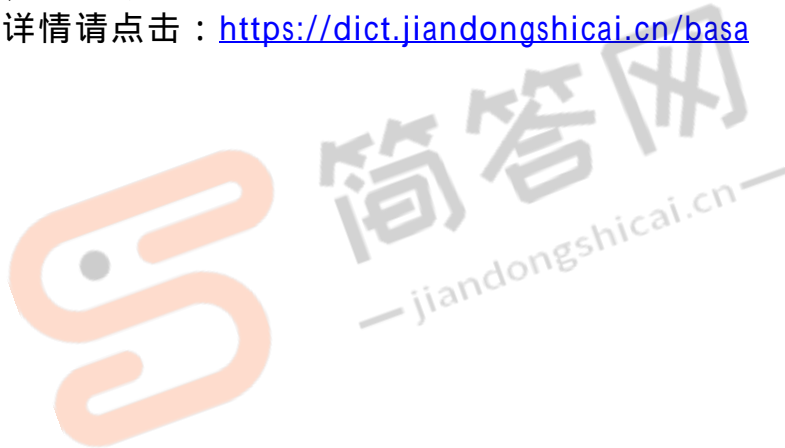 详情请点击：https://dict.jiandongshicai.cn/basa
简答网
— jiandongshicai.cn —